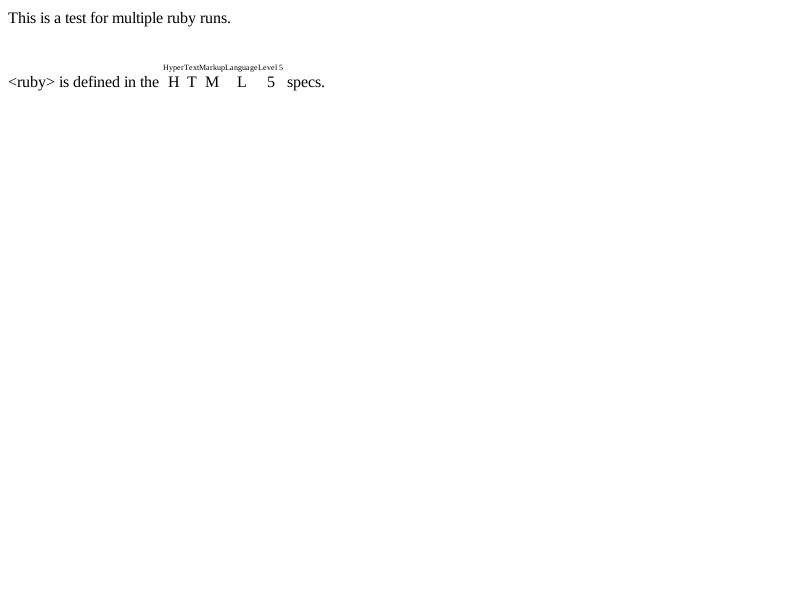 This is a test for multiple ruby runs.
HyperTextMarkupLanguageLevel 5
<ruby> is defined in the H T M L 5 specs.